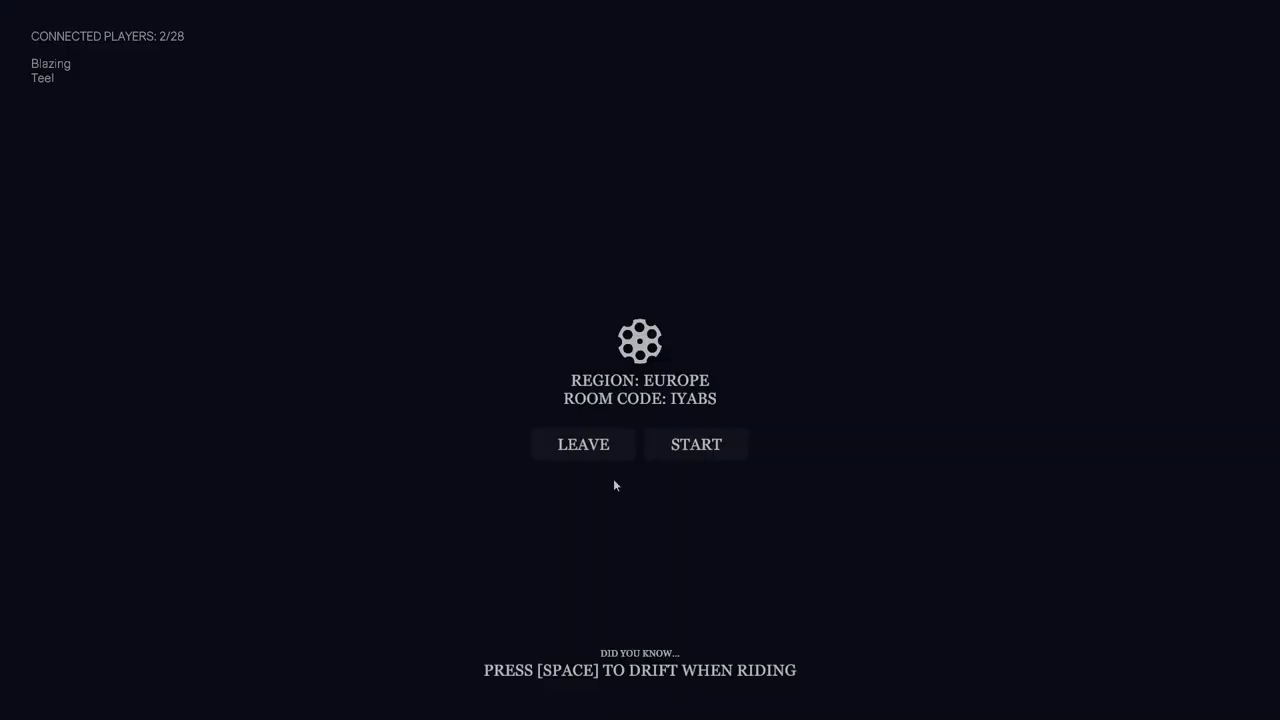 CONNECTED PLAYERS: 2/28
Blazing
Teel
REGION: EUROPE
ROOM CODE: IYABS
LEAVE
START
DID YOU KNOW...
PRESS [SPACE] TO DRIFT WHEN RIDING